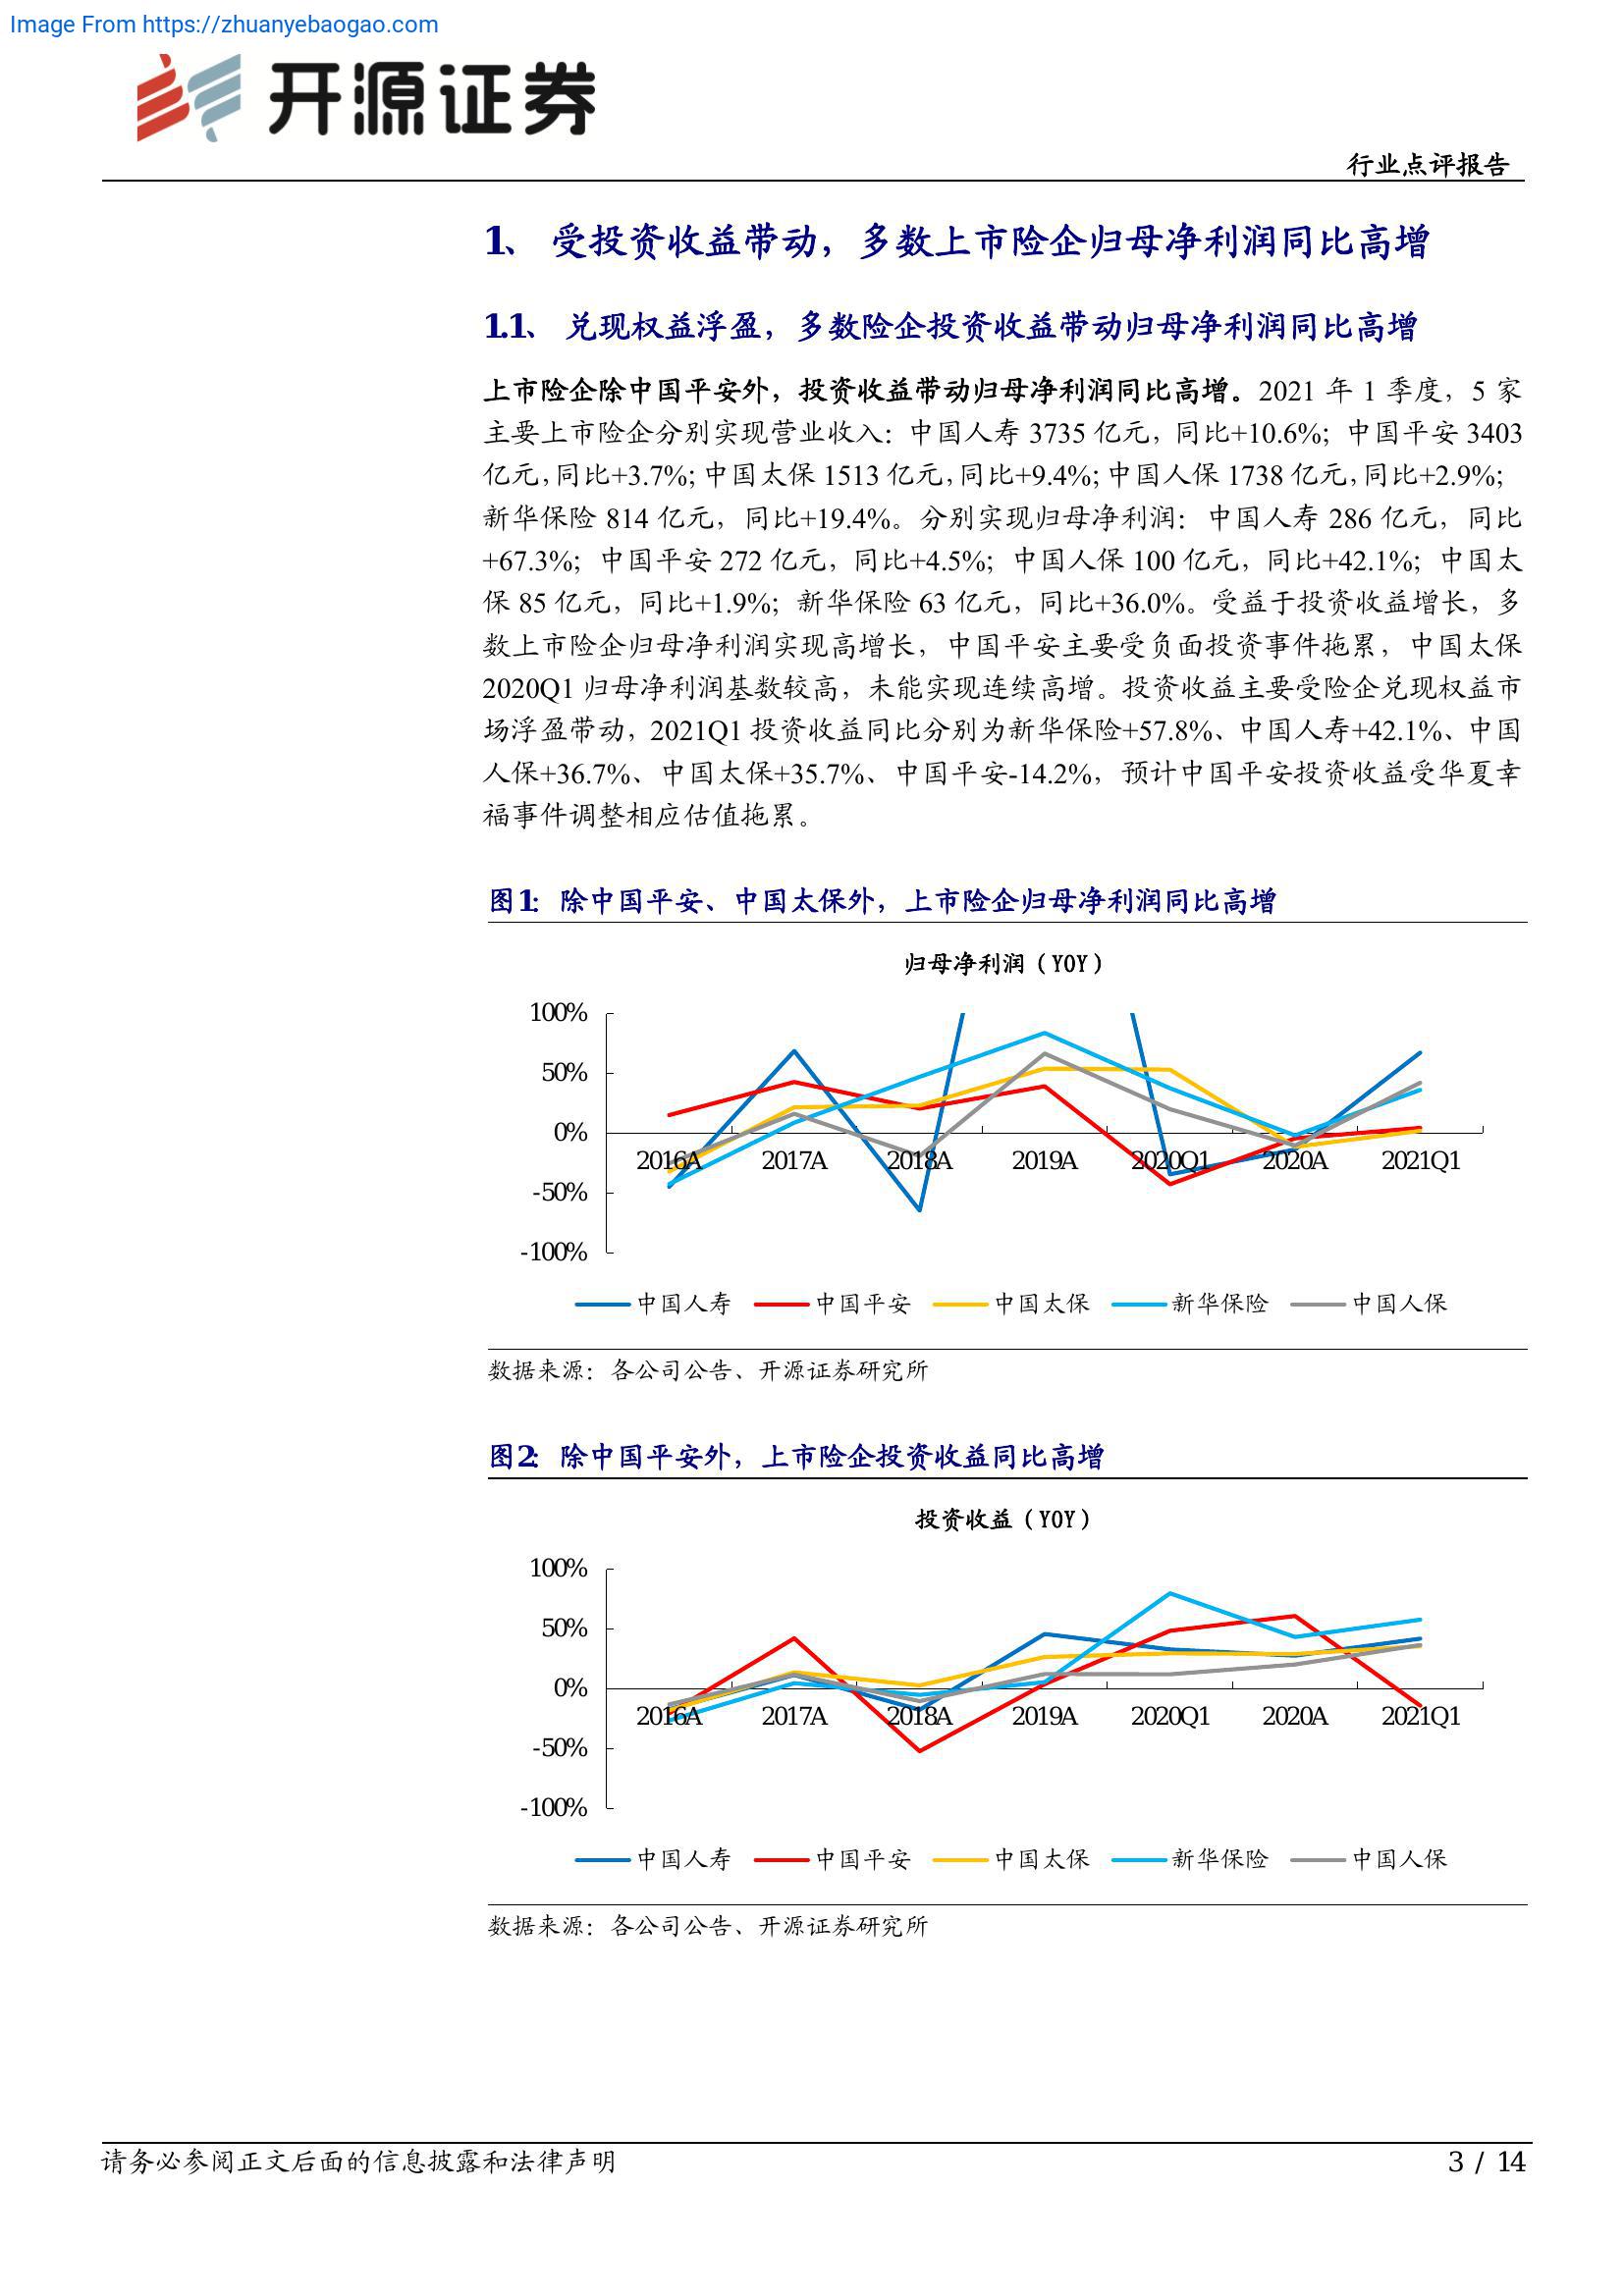 Image From https://zhuanyebaogao.com
开源证券
行业点评报告
1、 受投资收益带动，多数上市险企归母净利润同比高增
1.1、 兑现权益浮盈，多数险企投资收益带动归母净利润同比高增
上市险企除中国平安外，投资收益带动归母净利润同比高增。2021 年 1 季度，5 家
主要上市险企分别实现营业收入：中国人寿 3735 亿元，同比+10.6%；中国平安 3403
亿元，同比+3.7%；中国太保 1513 亿元，同比+9.4%；中国人保 1738 亿元，同比+2.9%；
新华保险 814 亿元，同比+19.4%。分别实现归母净利润：中国人寿 286 亿元，同比
+67.3%；中国平安 272 亿元，同比+4.5%；中国人保 100 亿元，同比+42.1%；中国太
保 85 亿元，同比+1.9%；新华保险 63 亿元，同比+36.0%。受益于投资收益增长，多
数上市险企归母净利润实现高增长，中国平安主要受负面投资事件拖累，中国太保
2020Q1 归母净利润基数较高，未能实现连续高增。投资收益主要受险企兑现权益市
场浮盈带动，2021Q1 投资收益同比分别为新华保险+57.8%、中国人寿+42.1%、中国
人保+36.7%、中国太保+35.7%、中国平安-14.2%，预计中国平安投资收益受华夏幸
福事件调整相应估值拖累。
图1： 除中国平安、中国太保外，上市险企归母净利润同比高增
归母净利润（YOY）
100%
50%
0%
-50%
-100%
2016A 2017A 2018A 2019A 2020Q1 2020A 2021Q1
中国人寿 中国平安 中国太保 新华保险 中国人保
数据来源：各公司公告、开源证券研究所
图2： 除中国平安外，上市险企投资收益同比高增
投资收益（YOY）
100%
50%
0%
-50%
-100%
2016A 2017A 2018A 2019A 2020Q1 2020A 2021Q1
中国人寿 中国平安 中国太保 新华保险 中国人保
数据来源：各公司公告、开源证券研究所
请务必参阅正文后面的信息披露和法律声明
3 / 14